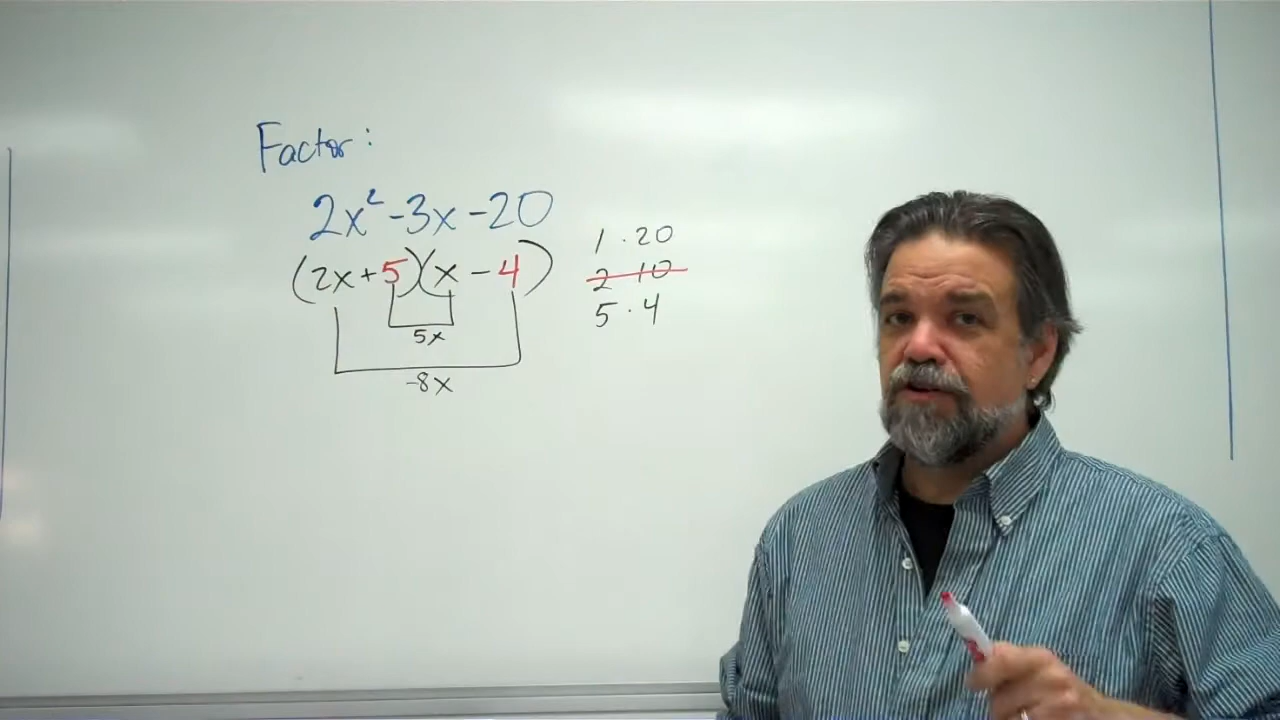 Factor:
2x² -3x -20
(2x+5)(x-4)
5x
-8x
1 · 20
2 10
5 · 4